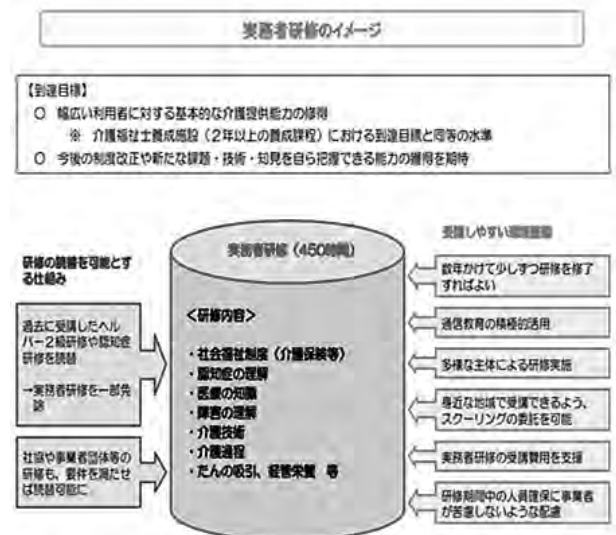 実務者研修のイメージ
【到達目標】
○ 幅広い利用者に対する基本的な介護提供能力の修得
※ 介護福祉士養成施設（2年以上の養成課程）における到達目標と同等の水準
○ 今後の制度改正や新たな課題・技術・知見を自ら把握できる能力の獲得を期待
研修の読替を可能とす
る仕組み
過去に受講したヘル
パー2級研修や認知症
研修を読替
→実務者研修を一部免
除
社協や事業者団体等の
研修も、要件を満たせ
ば読替可能に
実務者研修（450時間）
＜研修内容＞
・社会福祉制度（介護保険等）
・認知症の理解
・医療の知識
・障害の理解
・介護技術
・介護過程
・たんの吸引、経管栄養 等
受講しやすい環境整備
数年かけて少しずつ研修を修了
すればよい
通信教育の積極的活用
多様な主体による研修実施
身近な地域で受講できるよう、
スクーリングの委託を可能
実務者研修の受講費用を支援
研修期間中の人員確保に事業者
が苦慮しないような配慮